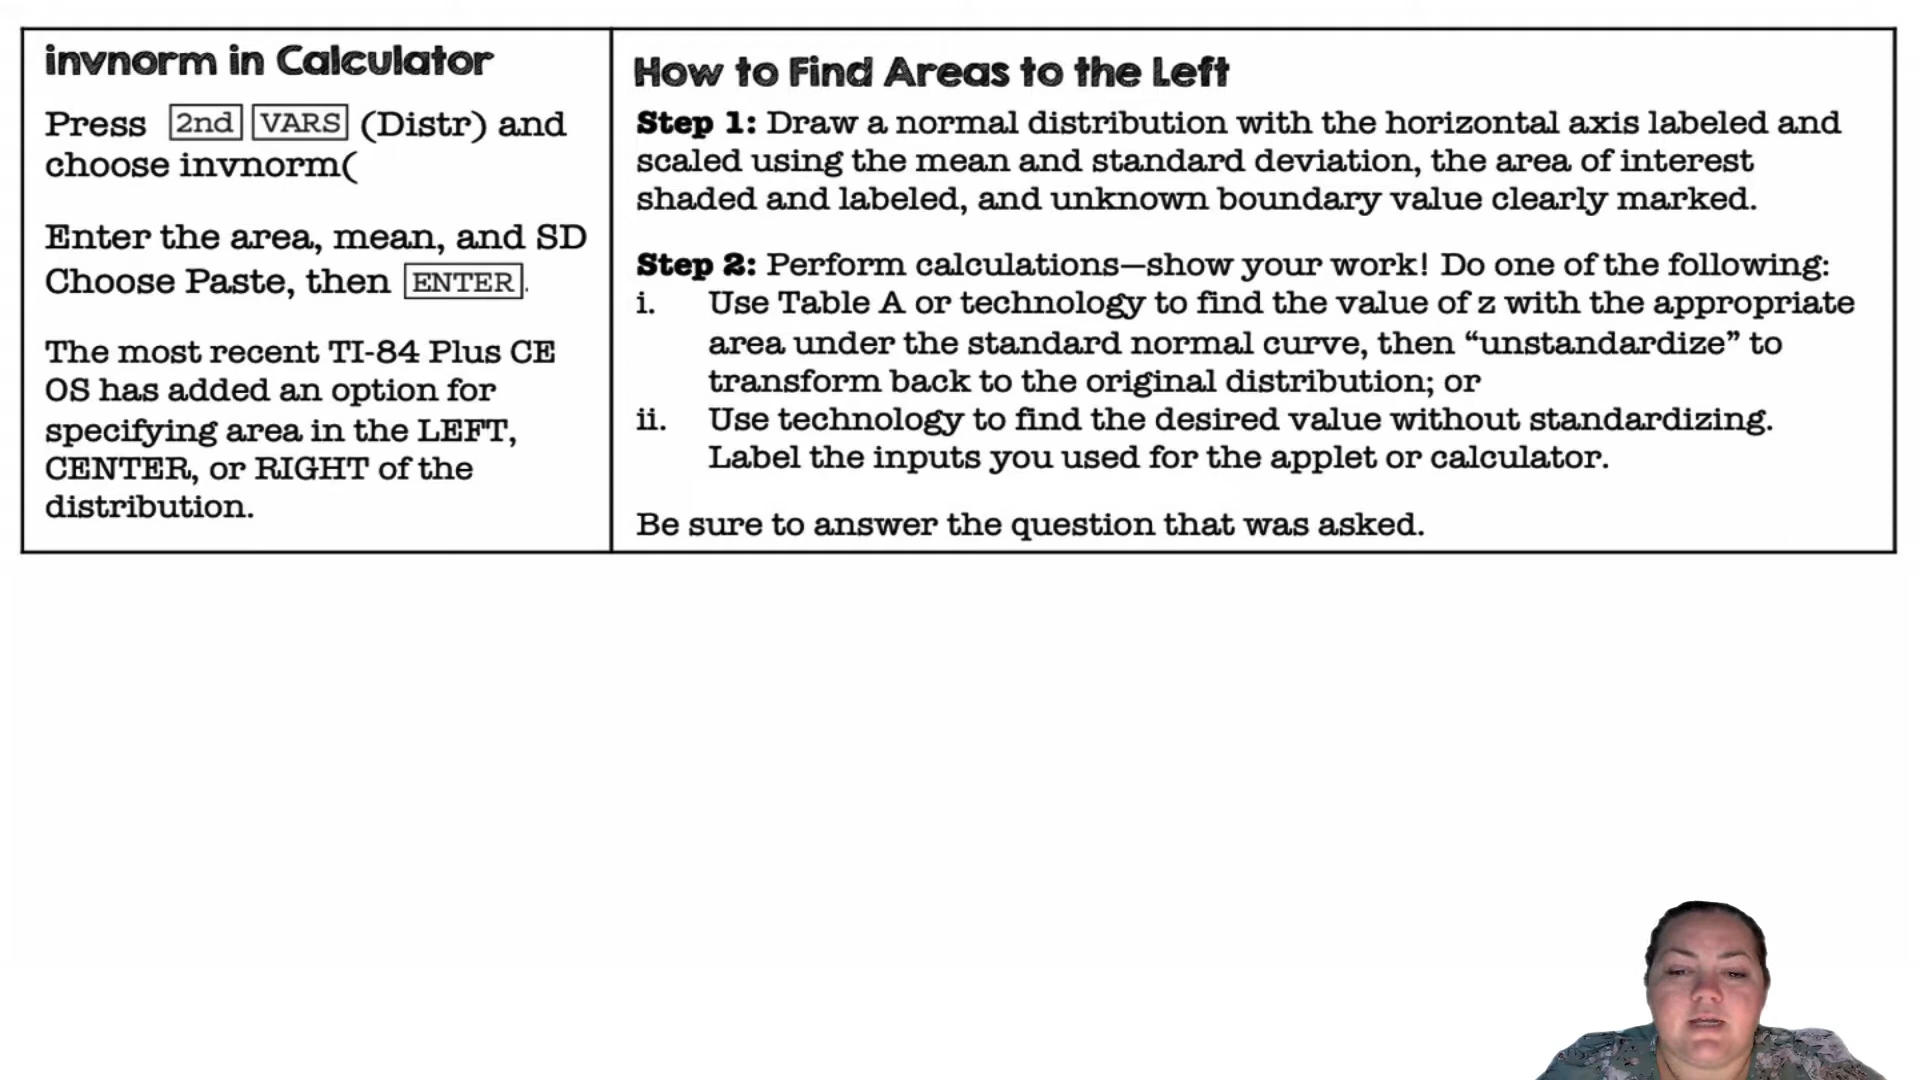 invnorm in Calculator
Press 2nd VARS (Distr) and
choose invnorm(
Enter the area, mean, and SD
Choose Paste, then ENTER.
The most recent TI-84 Plus CE
OS has added an option for
specifying area in the LEFT,
CENTER, or RIGHT of the
distribution.
How to Find Areas to the Left
Step 1: Draw a normal distribution with the horizontal axis labeled and
scaled using the mean and standard deviation, the area of interest
shaded and labeled, and unknown boundary value clearly marked.
Step 2: Perform calculations—show your work! Do one of the following:
i. Use Table A or technology to find the value of z with the appropriate
area under the standard normal curve, then “unstandardize” to
transform back to the original distribution; or
ii. Use technology to find the desired value without standardizing.
Label the inputs you used for the applet or calculator.
Be sure to answer the question that was asked.